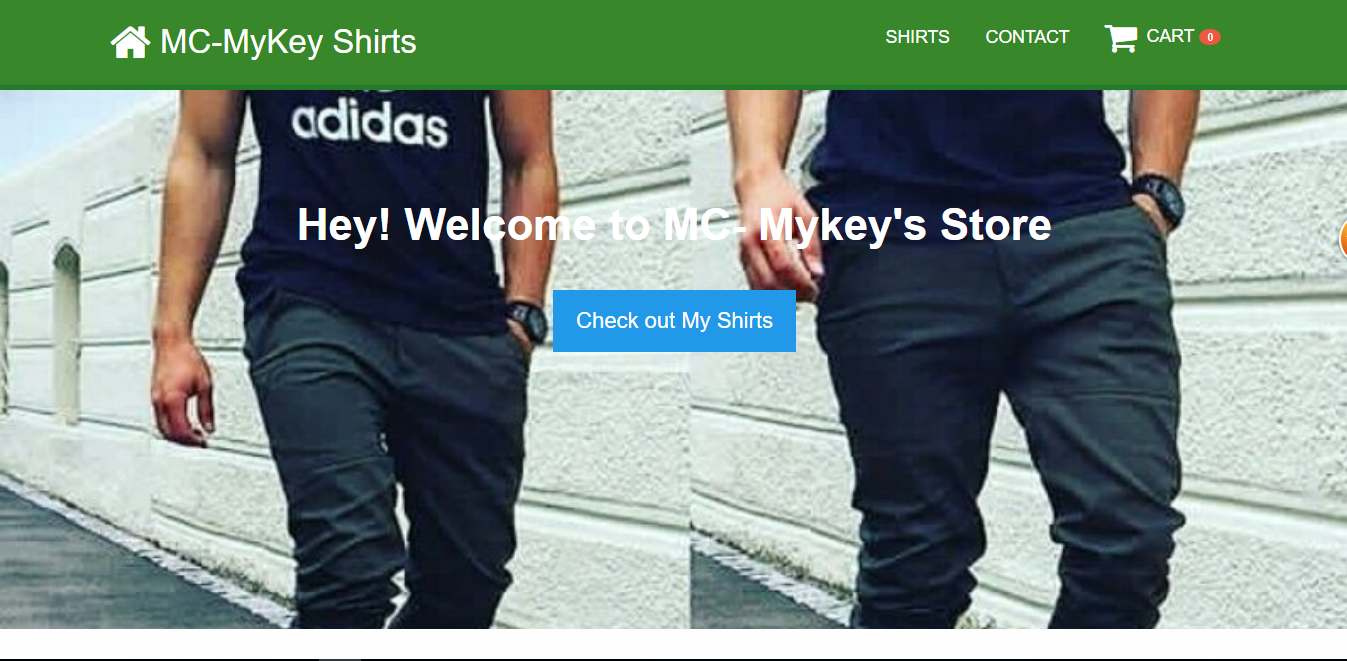 MC-MyKey Shirts
SHIRTS
CONTACT
CART 0
adidas
Hey! Welcome to MC- Mykey's Store
Check out My Shirts